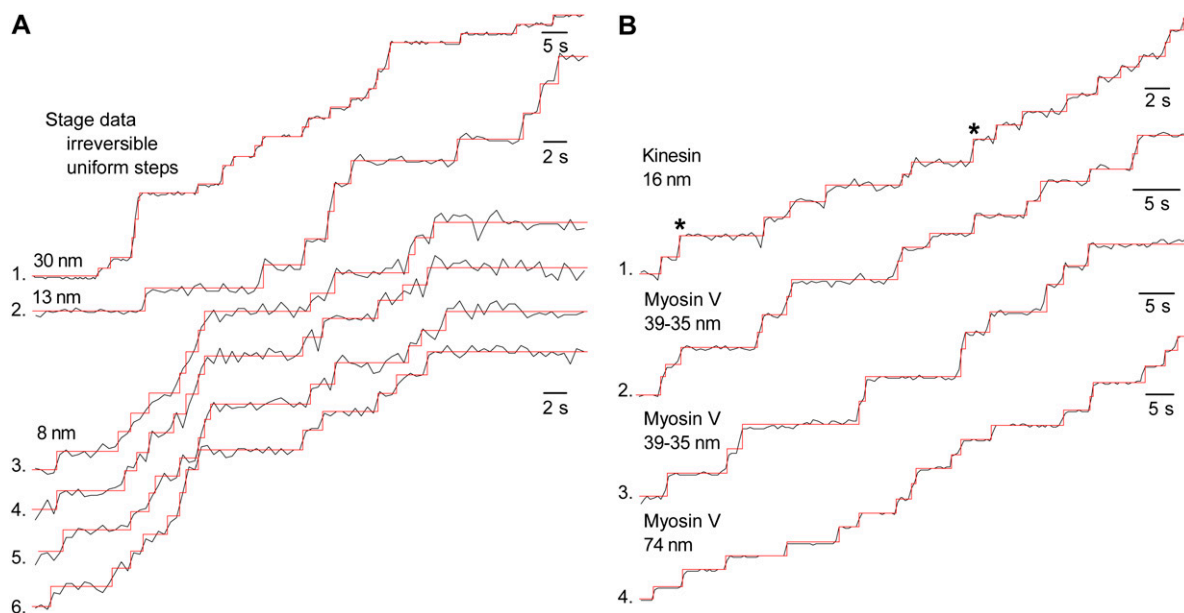 A
5 s
Stage data
irreversible
uniform steps
2 s
30 nm
1.
13 nm
2.
8 nm
2 s
3.
4.
5.
6.
B
2 s
*
Kinesin
16 nm
*
5 s
1.
Myosin V
39-35 nm
5 s
2.
Myosin V
39-35 nm
5 s
3.
Myosin V
74 nm
4.